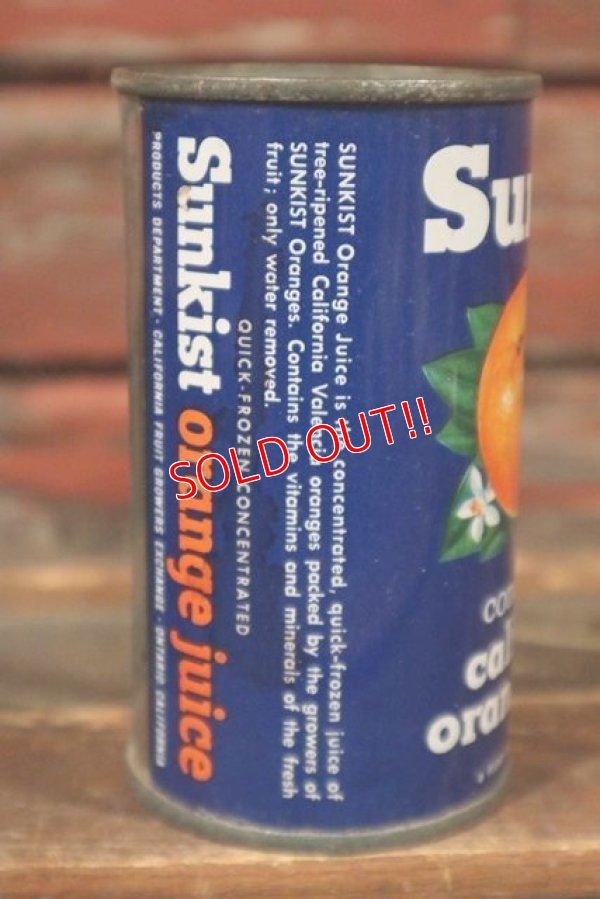 SUNKIST Orange Juice is the concentrated, quick-frozen juice of
tree-ripened California Valencia oranges packed by the growers of
SUNKIST Oranges. Contains the vitamins and minerals of the fresh
fruit; only water removed.
QUICK-FROZEN CONCENTRATED
Sunkist orange juice
PRODUCTS DEPARTMENT · CALIFORNIA FRUIT GROWERS EXCHANGE · ONTARIO, CALIFORNIA
Su
co
cal
oran
SOLD OUT!!